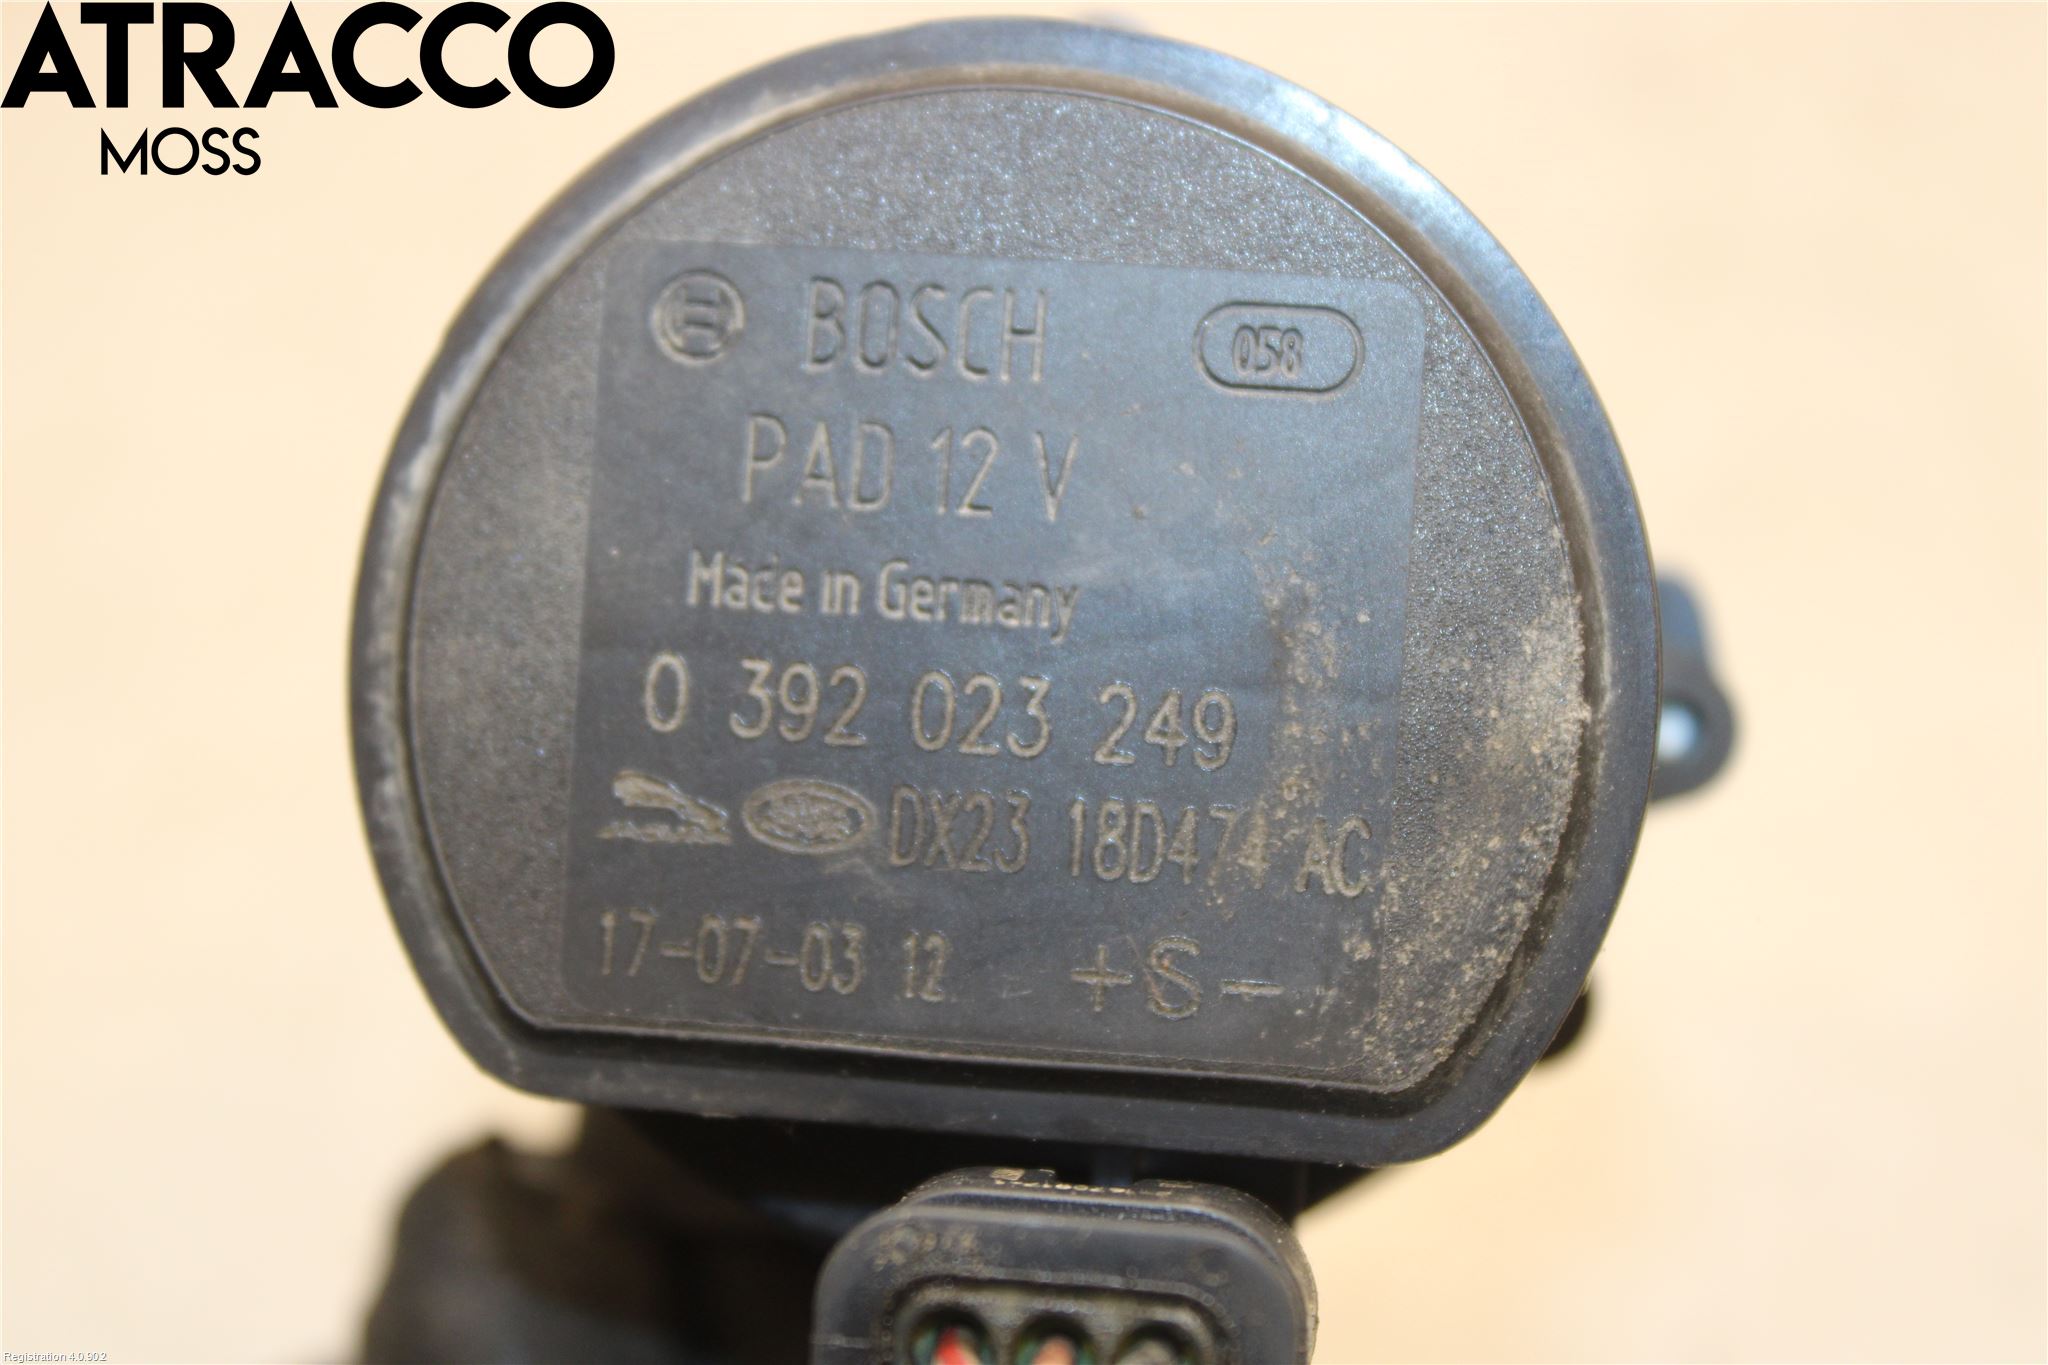 ATRACCO
MOSS
BOSCH 058
PAD 12 V
Made in Germany
0 392 023 249
DX23 18D474 AC
17-07-03 12 + S -
Registration 4.0.902